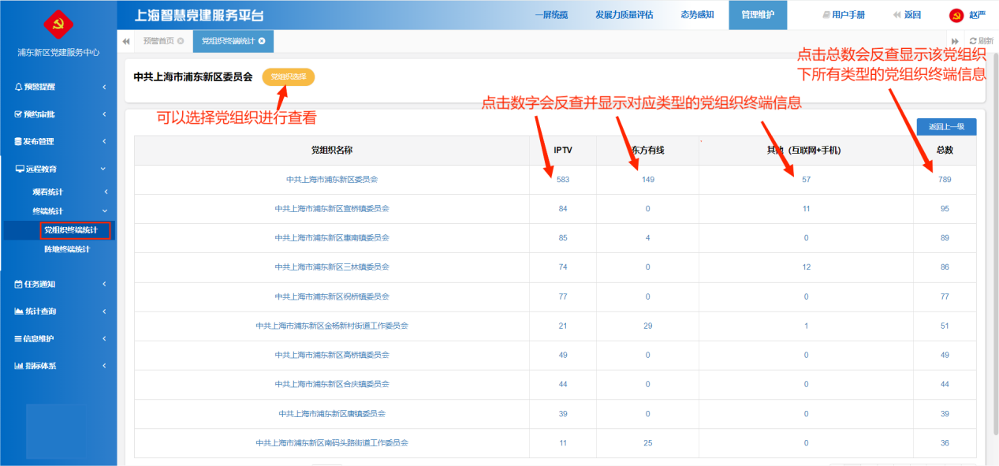 上海智慧党建服务平台
一屏统揽 发展力质量评估 态势感知 管理维护 用户手册 返回 赵严
浦东新区党建服务中心
预警首页 党组织终端统计 刷新
预警提醒
预约审批
发布管理
远程教育
观看统计
终端统计
党组织终端统计
阵地终端统计
任务通知
统计查询
信息维护
指标体系
中共上海市浦东新区委员会 党组织选择
可以选择党组织进行查看
点击数字会反查并显示对应类型的党组织终端信息
点击总数会反查显示该党组织
下所有类型的党组织终端信息
返回上一级
党组织名称 IPTV 东方有线 其他（互联网+手机） 总数
中共上海市浦东新区委员会 583 149 57 789
中共上海市浦东新区宣桥镇委员会 84 0 11 95
中共上海市浦东新区惠南镇委员会 85 4 0 89
中共上海市浦东新区三林镇委员会 74 0 12 86
中共上海市浦东新区祝桥镇委员会 77 0 0 77
中共上海市浦东新区金杨新村街道工作委员会 21 29 1 51
中共上海市浦东新区高桥镇委员会 49 0 0 49
中共上海市浦东新区合庆镇委员会 44 0 0 44
中共上海市浦东新区唐镇委员会 39 0 0 39
中共上海市浦东新区南码头路街道工作委员会 11 25 0 36